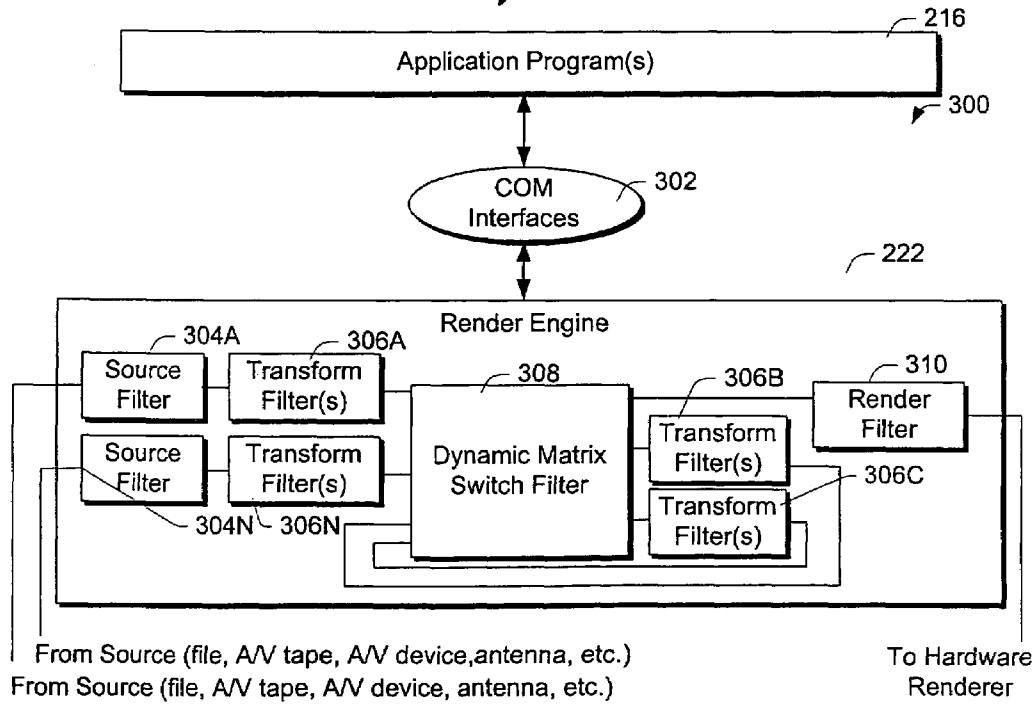 216
Application Program(s)
300
COM
Interfaces
302
222
Render Engine
304A
306A
308
306B
310
Source
Filter
Transform
Filter(s)
Render
Filter
Source
Filter
Transform
Filter(s)
Dynamic Matrix
Switch Filter
Transform
Filter(s)
306C
304N
306N
Transform
Filter(s)
From Source (file, A/V tape, A/V device,antenna, etc.)
From Source (file, A/V tape, A/V device, antenna, etc.)
To Hardware
Renderer